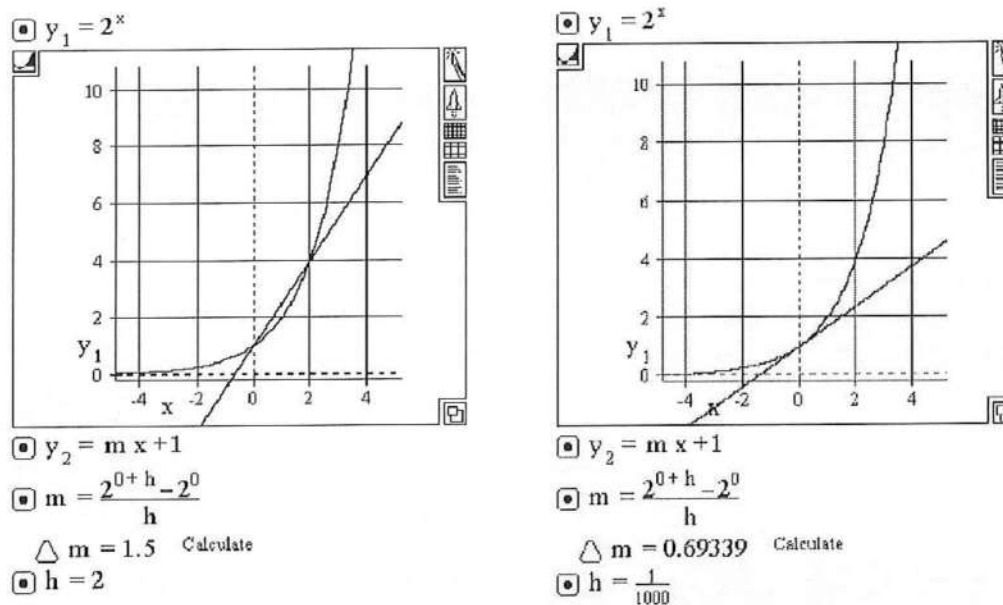 y₁ = 2ˣ
10
8
6
4
2
y₁
0
-4
-2
0
2
4
x
y₂ = m x+1
m = (2^(0 + h) − 2^0)/h
m = 1.5 Calculate
h = 2
y₁ = 2ˣ
10
8
6
4
2
y₁
0
-4
-2
0
2
4
x
y₂ = m x+1
m = (2^(0 + h) − 2^0)/h
m = 0.69339 Calculate
h = 1/1000